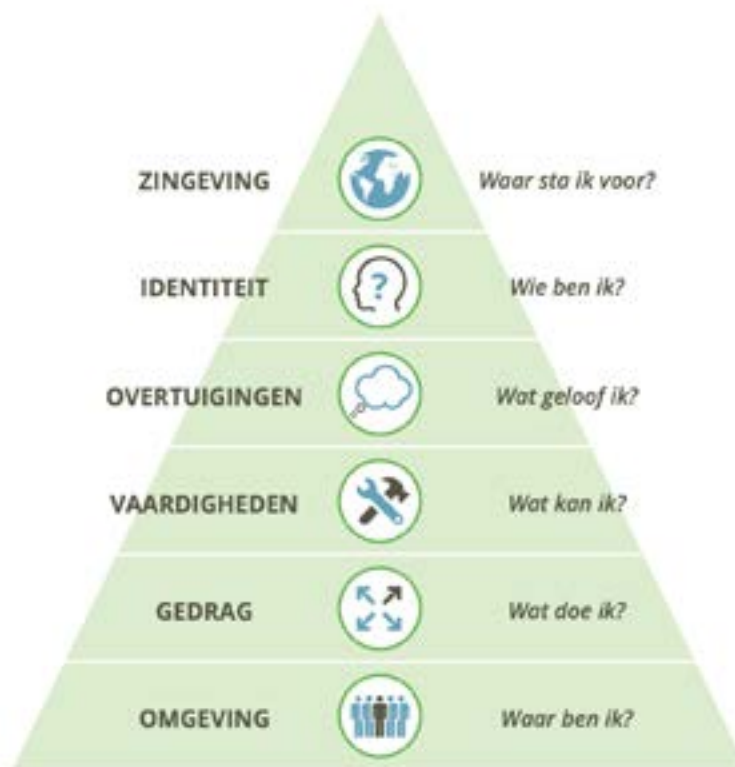 ZINGEVING Waar sta ik voor?
IDENTITEIT ? Wie ben ik?
OVERTUIGINGEN Wat geloof ik?
VAARDIGHEDEN Wat kan ik?
GEDRAG Wat doe ik?
OMGEVING Waar ben ik?